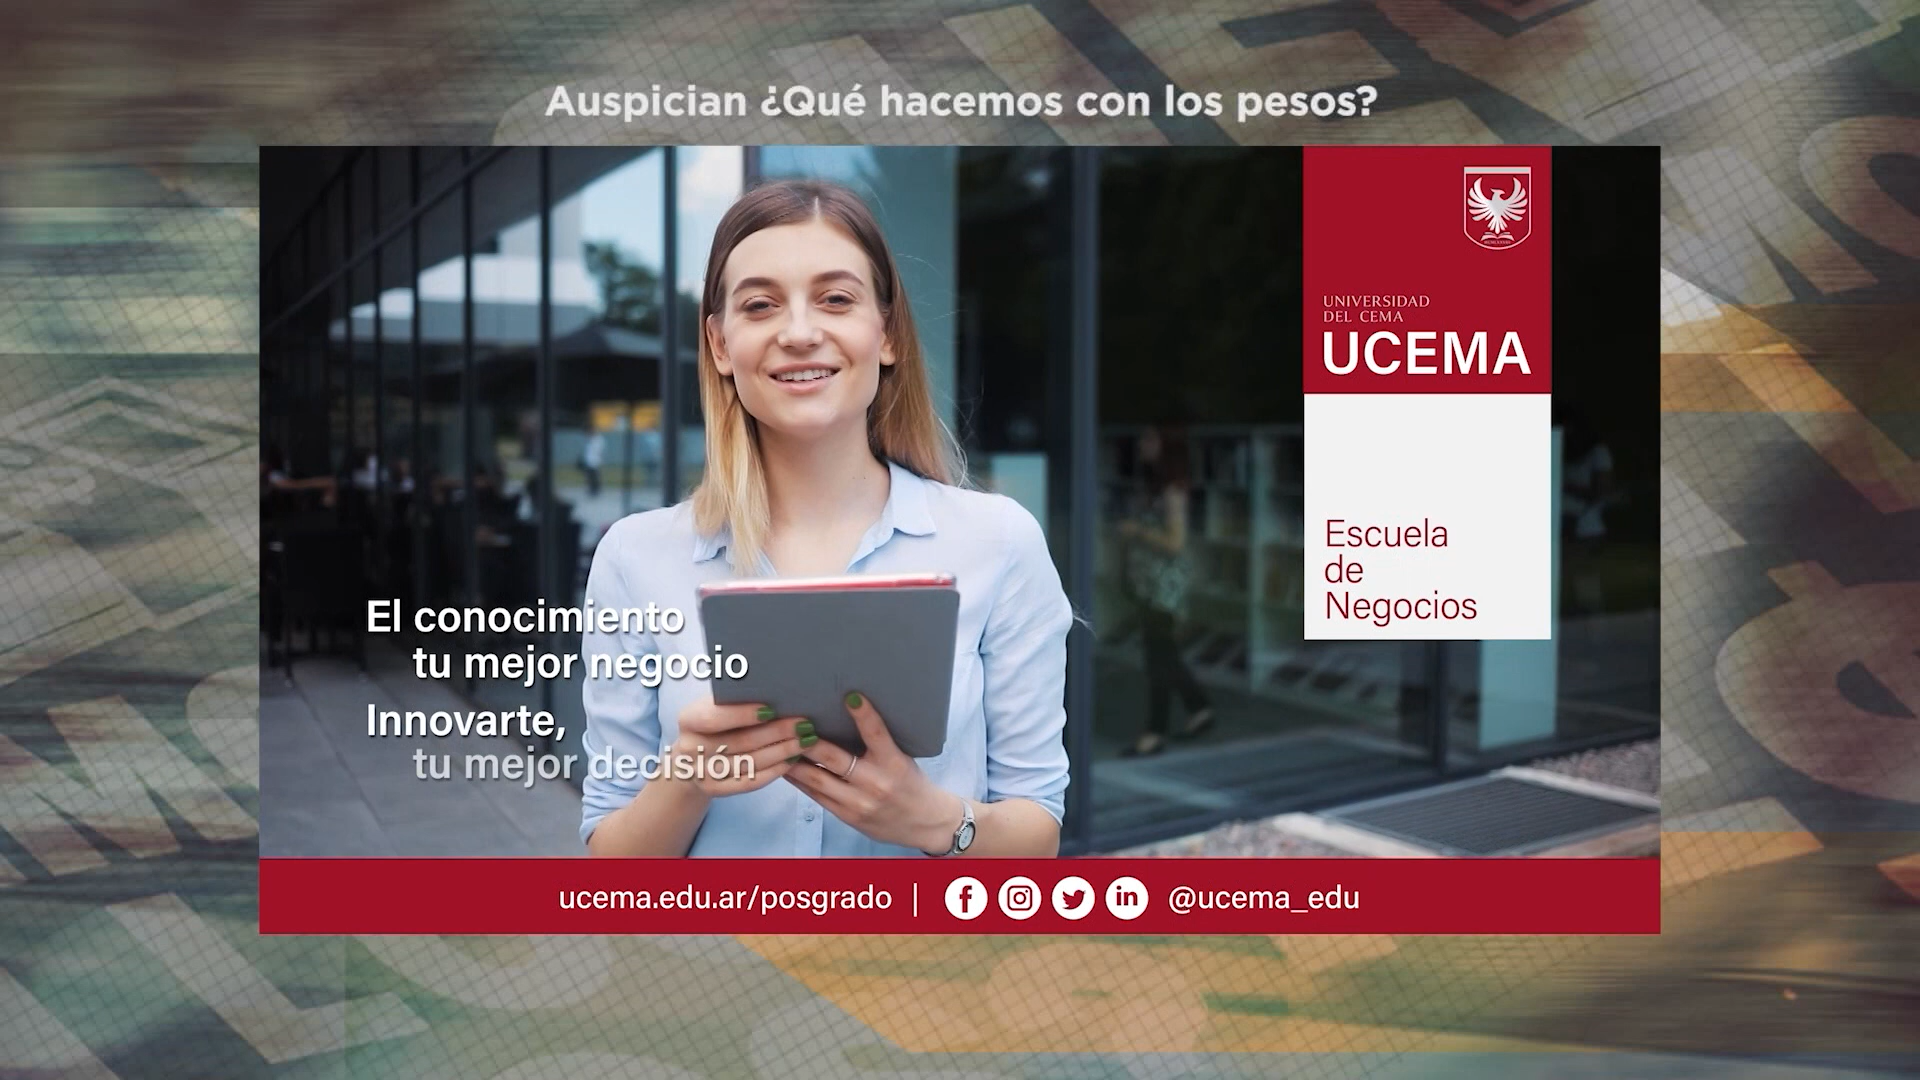 Auspician ¿Qué hacemos con los pesos?
UNIVERSIDAD
DEL CEMA
UCEMA
Escuela
de
Negocios
El conocimiento
tu mejor negocio
Innovarte,
tu mejor decisión
ucema.edu.ar/posgrado | @ucema_edu